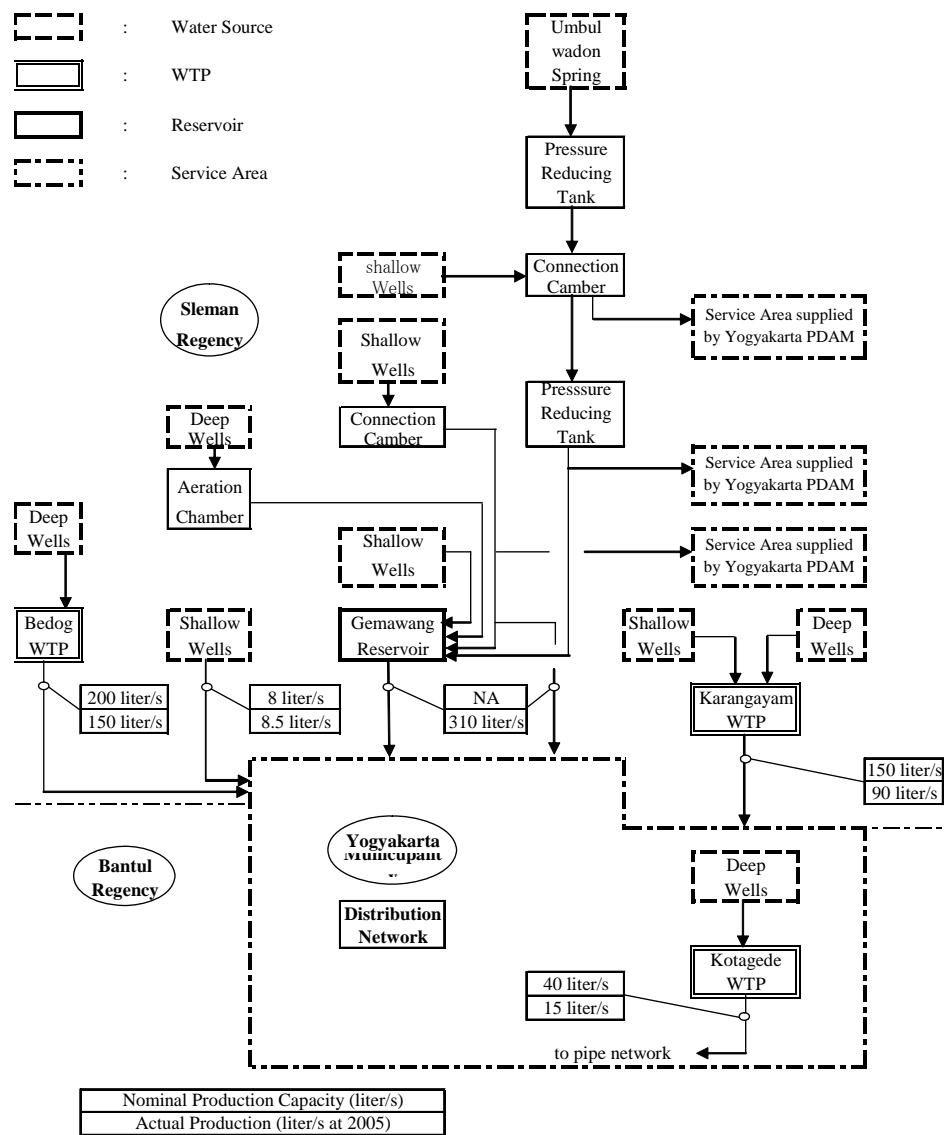 : Water Source
: WTP
: Reservoir
: Service Area
Umbul
wadon
Spring
Pressure
Reducing
Tank
shallow
Wells
Connection
Camber
Service Area supplied
by Yogyakarta PDAM
Sleman
Regency
Shallow
Wells
Presssure
Reducing
Tank
Connection
Camber
Deep
Wells
Service Area supplied
by Yogyakarta PDAM
Aeration
Chamber
Deep
Wells
Shallow
Wells
Service Area supplied
by Yogyakarta PDAM
Bedog
WTP
Shallow
Wells
Gemawang
Reservoir
Shallow
Wells
Deep
Wells
200 liter/s
150 liter/s
8 liter/s
8.5 liter/s
NA
310 liter/s
Karangayam
WTP
150 liter/s
90 liter/s
Yogyakarta
Bantul
Regency
Deep
Wells
Distribution
Network
Kotagede
WTP
40 liter/s
15 liter/s
to pipe network
Nominal Production Capacity (liter/s)
Actual Production (liter/s at 2005)